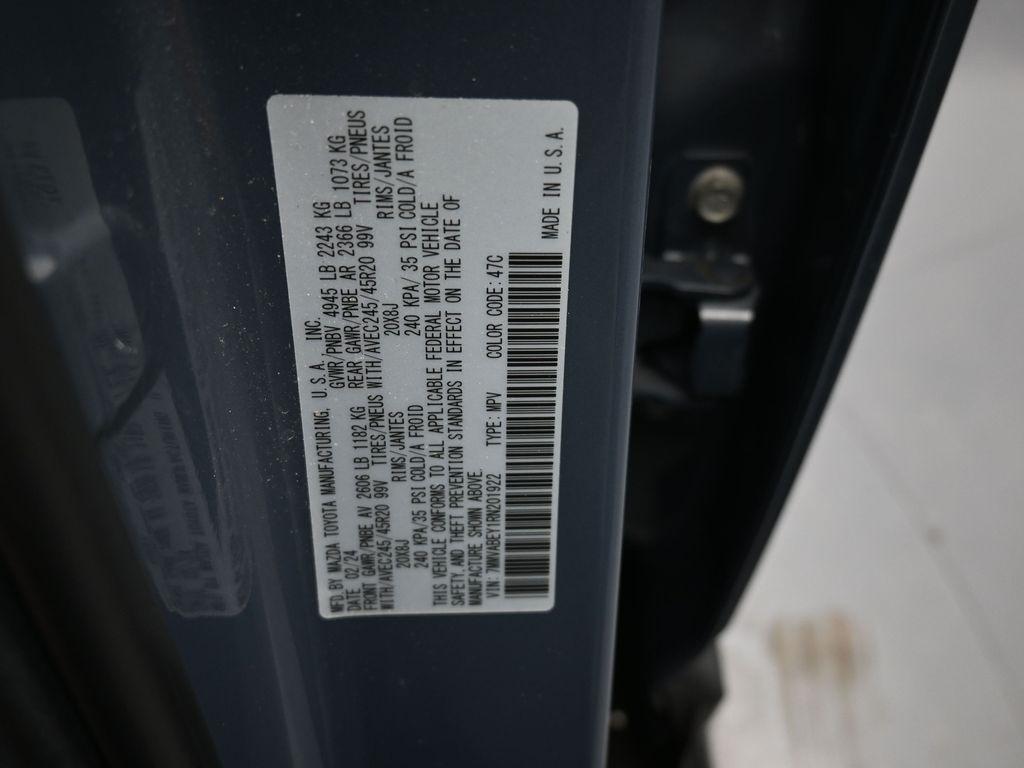 MFD.BY MAZDA TOYOTA MANUFACTURING, U.S.A., INC.
DATE 02/24 GVWR/PNBV 4945 LB 2243 KG
FRONT GAWR/PNBE AV 2606 LB 1182 KG REAR GAWR/PNBE AR 2366 LB 1073 KG
WITH/AVEC245/45R20 99V TIRES/PNEUS WITH/AVEC245/45R20 99V TIRES/PNEUS
20X8J RIMS/JANTES 20X8J RIMS/JANTES
240 KPA/35 PSI COLD/A FROID 240 KPA/35 PSI COLD/A FROID
THIS VEHICLE CONFORMS TO ALL APPLICABLE FEDERAL MOTOR VEHICLE
SAFETY, AND THEFT PREVENTION STANDARDS IN EFFECT ON THE DATE OF
MANUFACTURE SHOWN ABOVE.
VIN: 7MMVABEY1RN201922 TYPE: MPV COLOR CODE: 47C
MADE IN U.S.A.